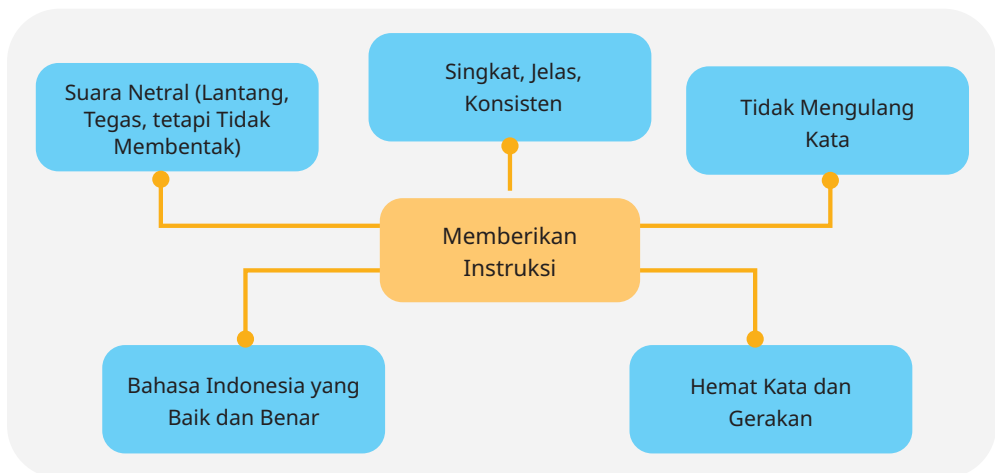 Singkat, Jelas,
Konsisten
Suara Netral (Lantang,
Tegas, tetapi Tidak
Membentak)
Tidak Mengulang
Kata
Memberikan
Instruksi
Bahasa Indonesia yang
Baik dan Benar
Hemat Kata dan
Gerakan